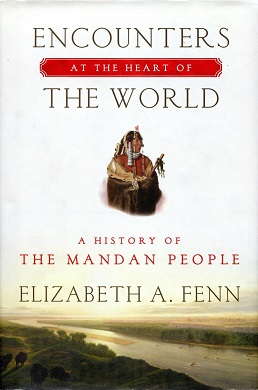 ENCOUNTERS
AT THE HEART OF
THE WORLD
A HISTORY OF
THE MANDAN PEOPLE
ELIZABETH A. FENN